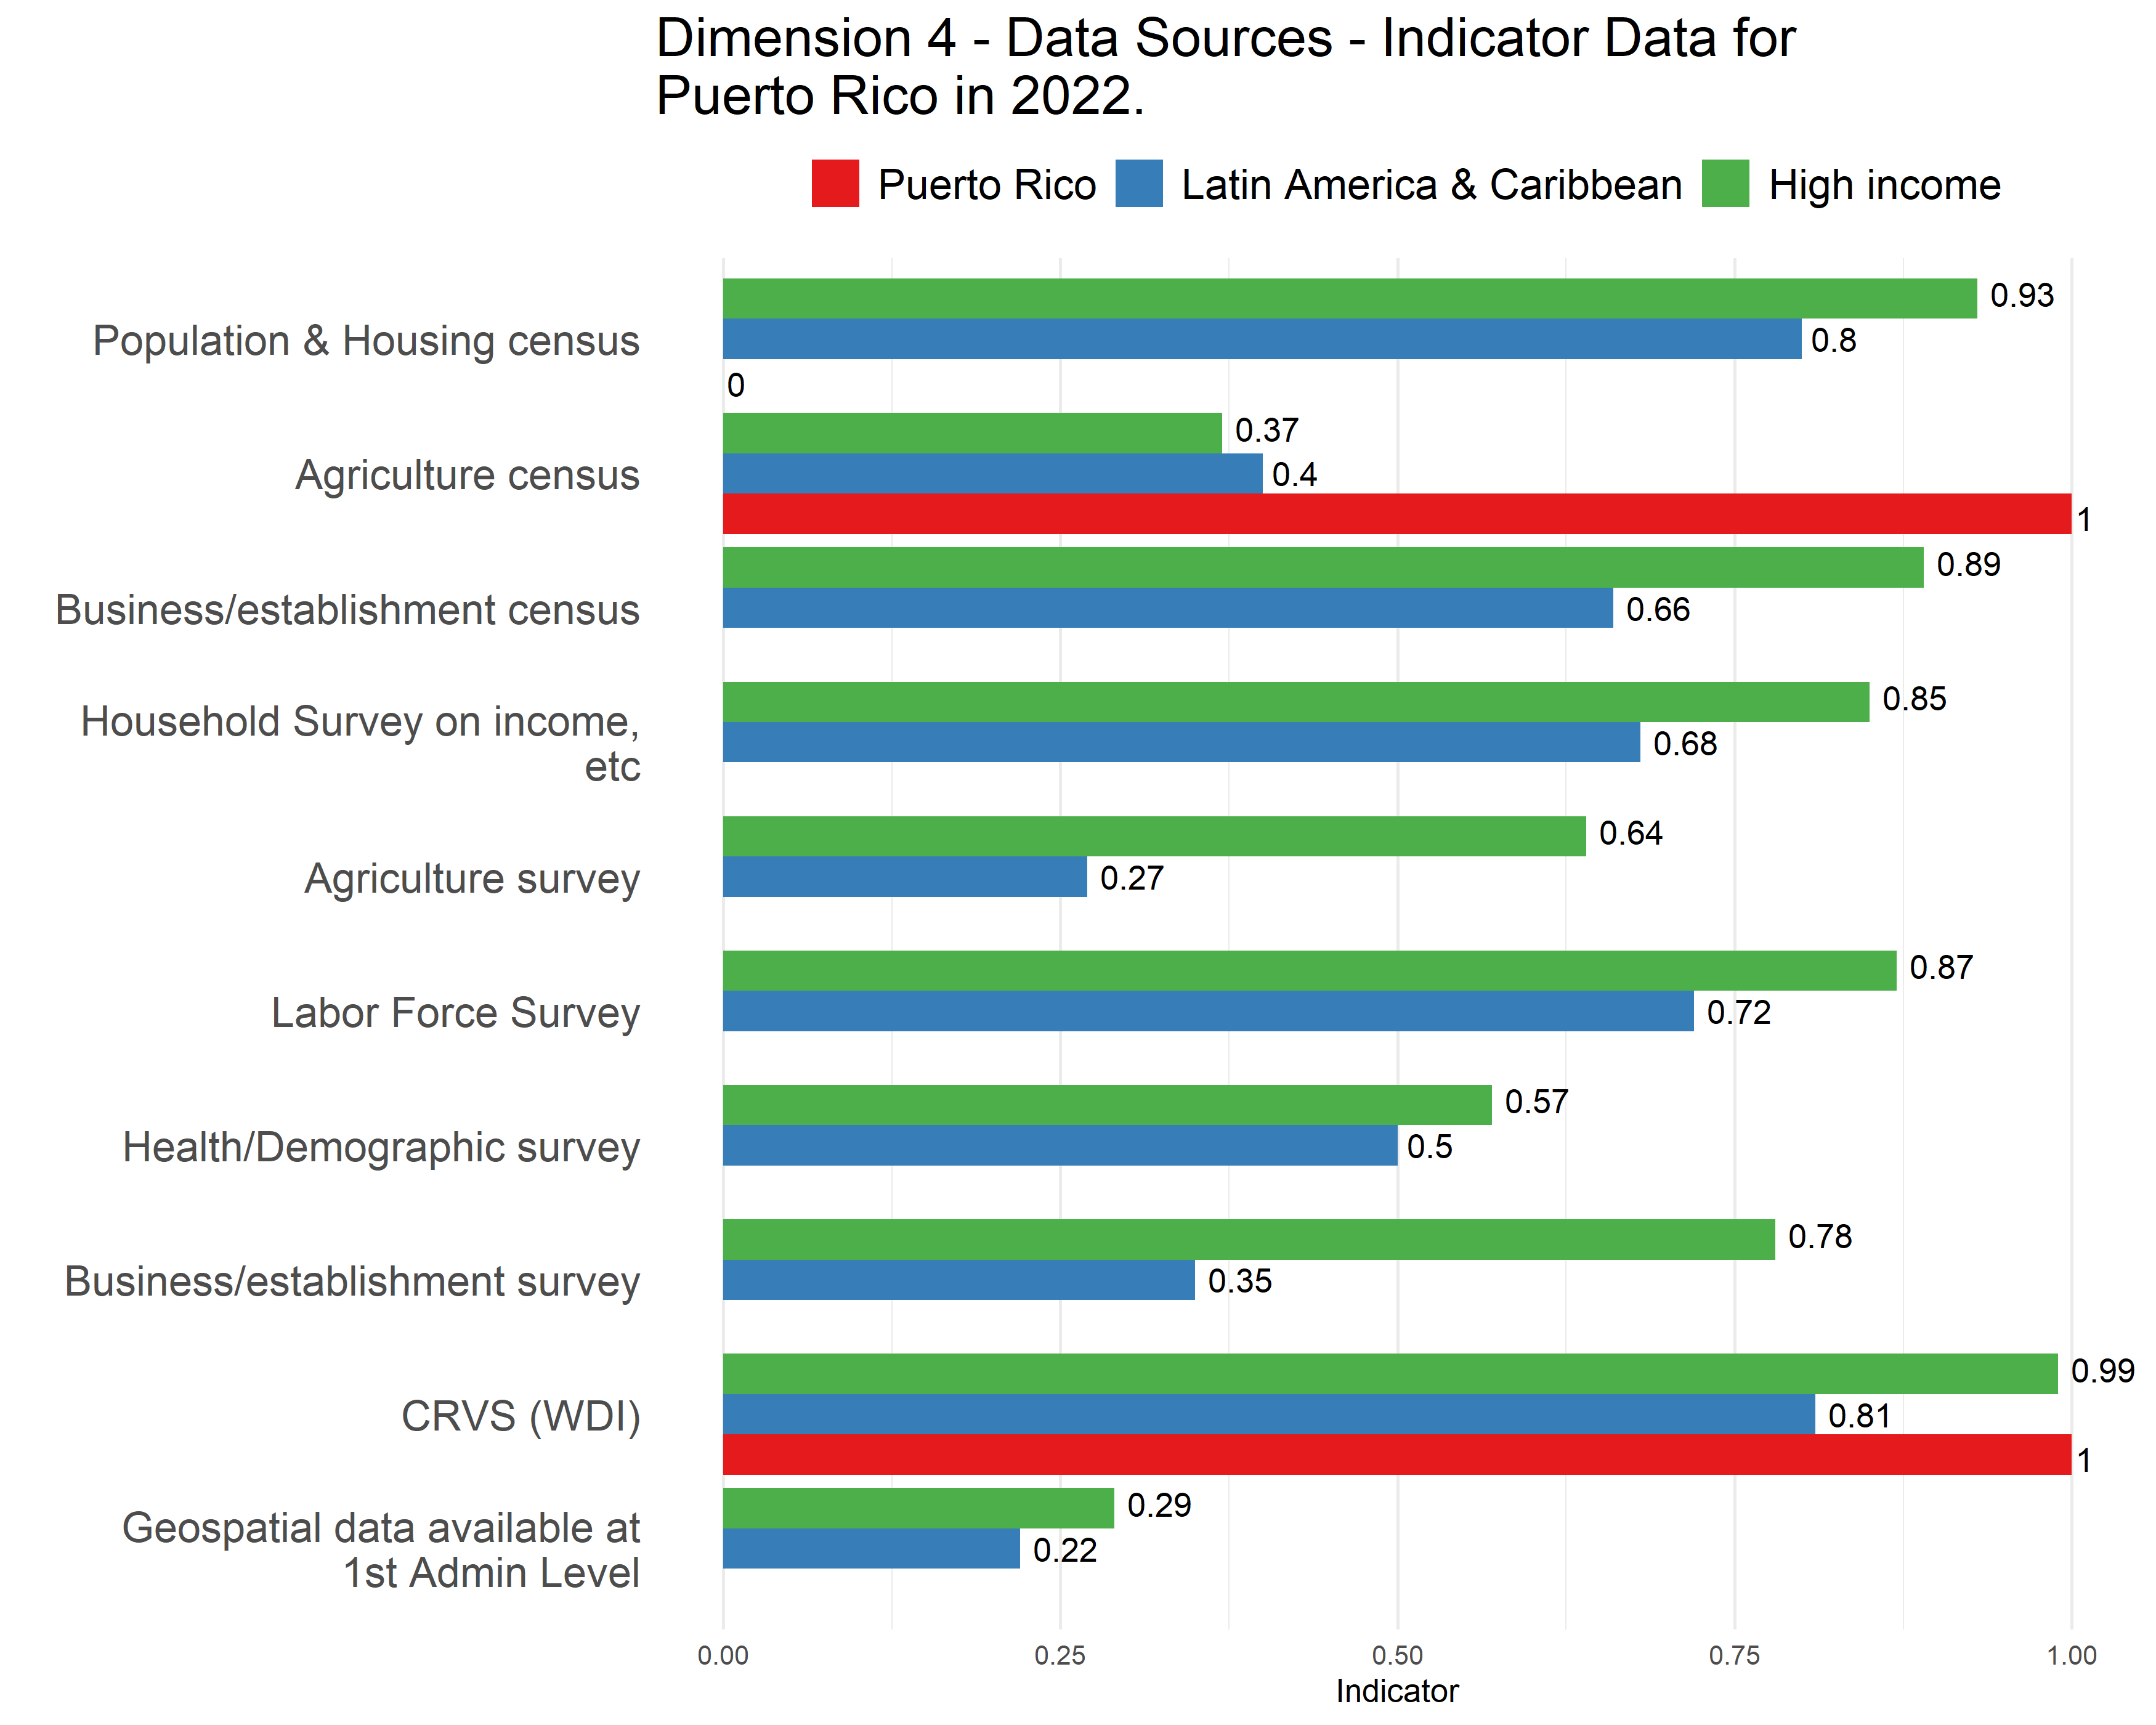 Dimension 4 - Data Sources - Indicator Data for
Puerto Rico in 2022.
Puerto Rico
Latin America & Caribbean
High income
Population & Housing census
0.93
0.8
0
Agriculture census
0.37
0.4
1
Business/establishment census
0.89
0.66
Household Survey on income,
etc
0.85
0.68
Agriculture survey
0.64
0.27
Labor Force Survey
0.87
0.72
Health/Demographic survey
0.57
0.5
Business/establishment survey
0.78
0.35
CRVS (WDI)
0.99
0.81
1
Geospatial data available at
1st Admin Level
0.29
0.22
0.00
0.25
0.50
0.75
1.00
Indicator